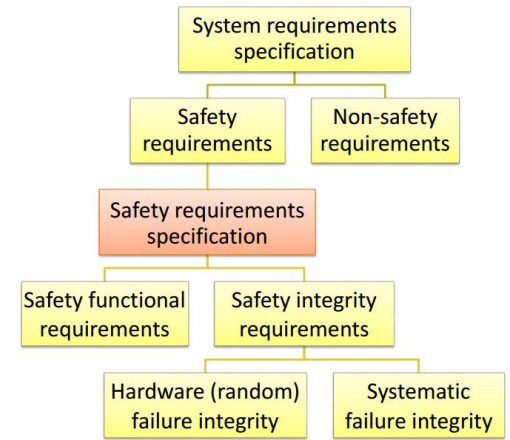 System requirements
specification
Safety
requirements
Non-safety
requirements
Safety requirements
specification
Safety functional
requirements
Safety integrity
requirements
Hardware (random)
failure integrity
Systematic
failure integrity